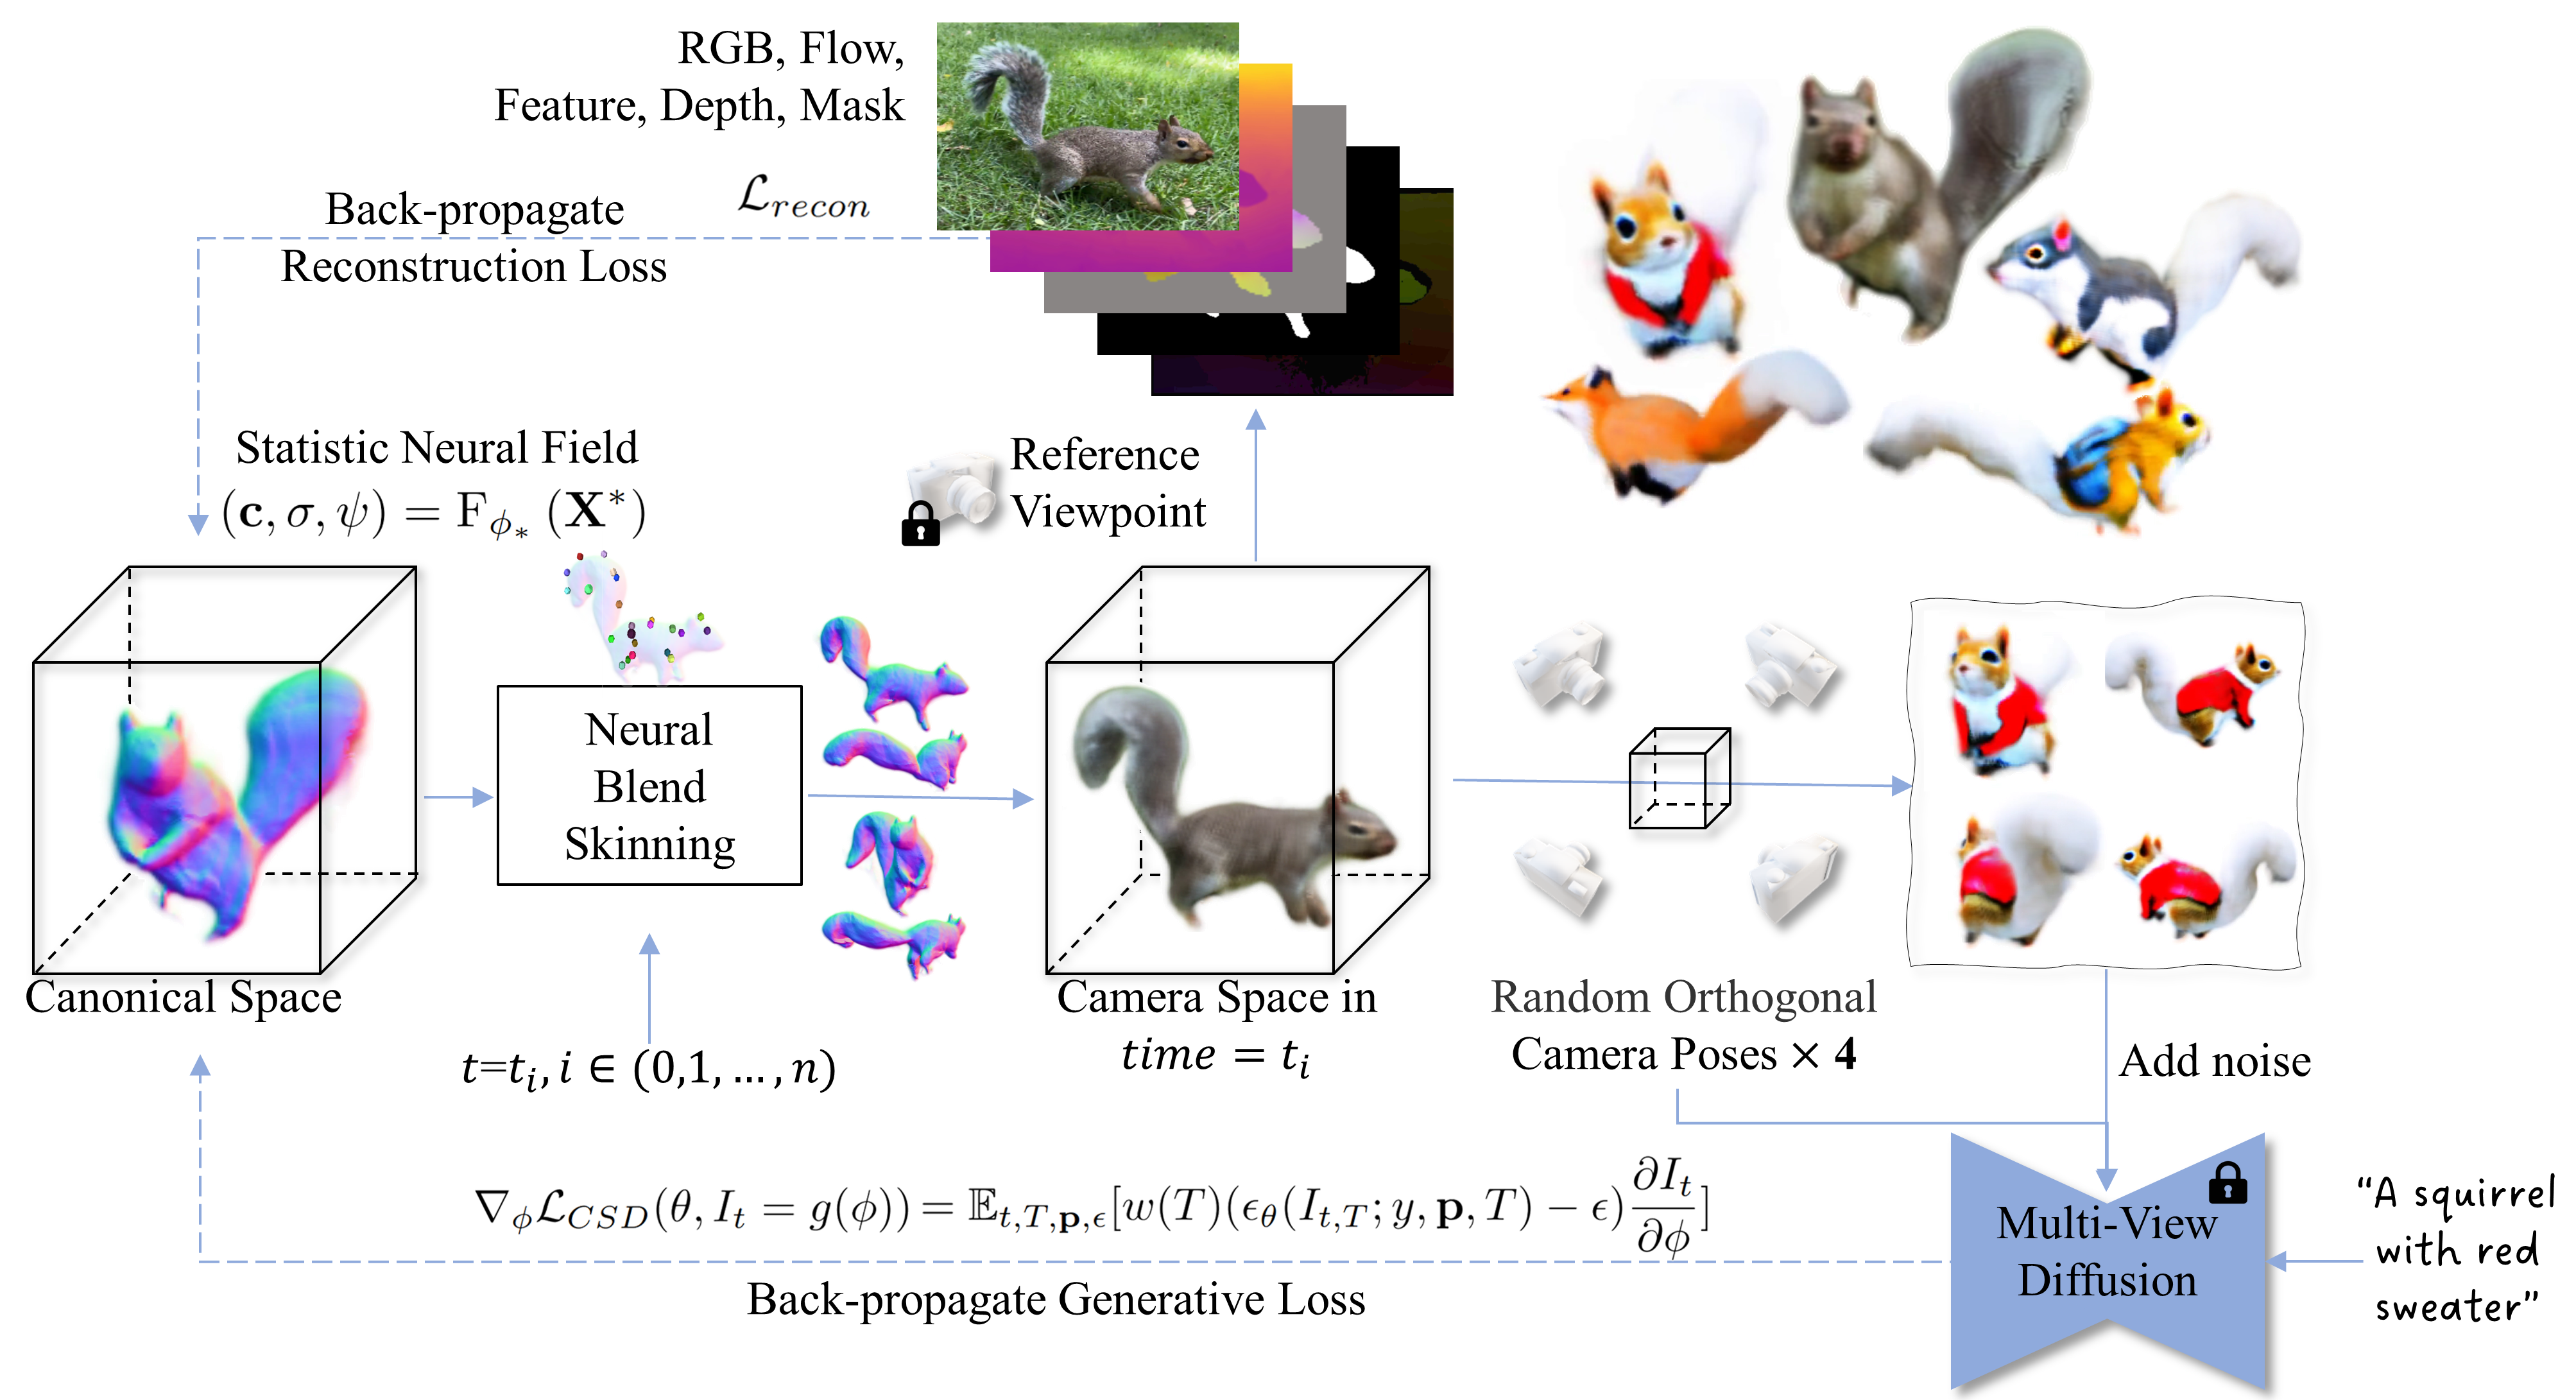 RGB, Flow,
Feature, Depth, Mask
Back-propagate
Reconstruction Loss
$\mathcal{L}_{recon}$
Statistic Neural Field
$(\mathbf{c}, \sigma, \psi) = \mathrm{F}_{\phi_*}(\mathbf{X}^*)$
Reference
Viewpoint
Neural
Blend
Skinning
Canonical Space
$t=t_i, i \in (0,1, \ldots, n)$
Camera Space in
$time = t_i$
Random Orthogonal
Camera Poses × 4
Add noise
$\nabla_\phi \mathcal{L}_{CSD}(\theta, I_t = g(\phi)) = \mathbb{E}_{t,T,\mathbf{p},\epsilon}[w(T)(\epsilon_\theta(I_{t,T}; y, \mathbf{p}, T) - \epsilon)\frac{\partial I_t}{\partial \phi}]$
Back-propagate Generative Loss
Multi-View
Diffusion
“A squirrel
with red
sweater”